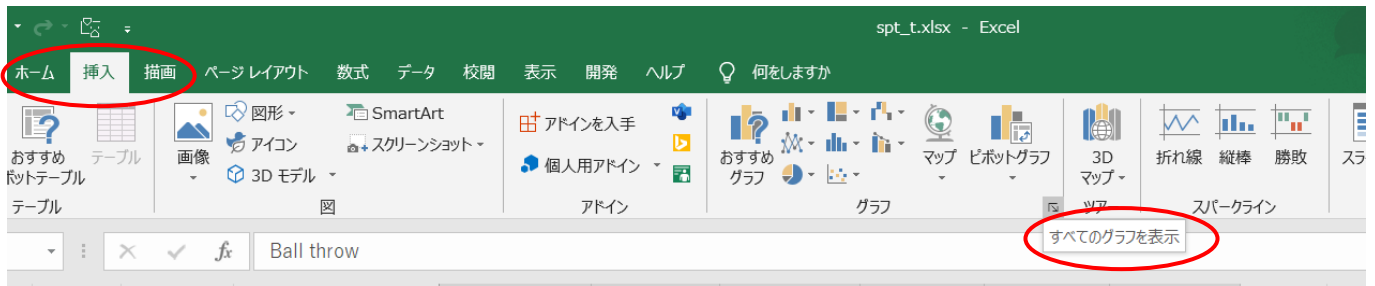 spt_t.xlsx - Excel
ホーム 挿入 描画 ページ レイアウト 数式 データ 校閲 表示 開発 ヘルプ 何をしますか
おすすめ
ボットテーブル
テーブル
テーブル
画像
図形
アイコン
3D モデル
SmartArt
スクリーンショット
図
アドインを入手
個人用アドイン
アドイン
おすすめ
グラフ
マップ
ピボットグラフ
グラフ
3D
マップ
ツアー
折れ線
縦棒
勝敗
スパークライン
すべてのグラフを表示
fx
Ball throw